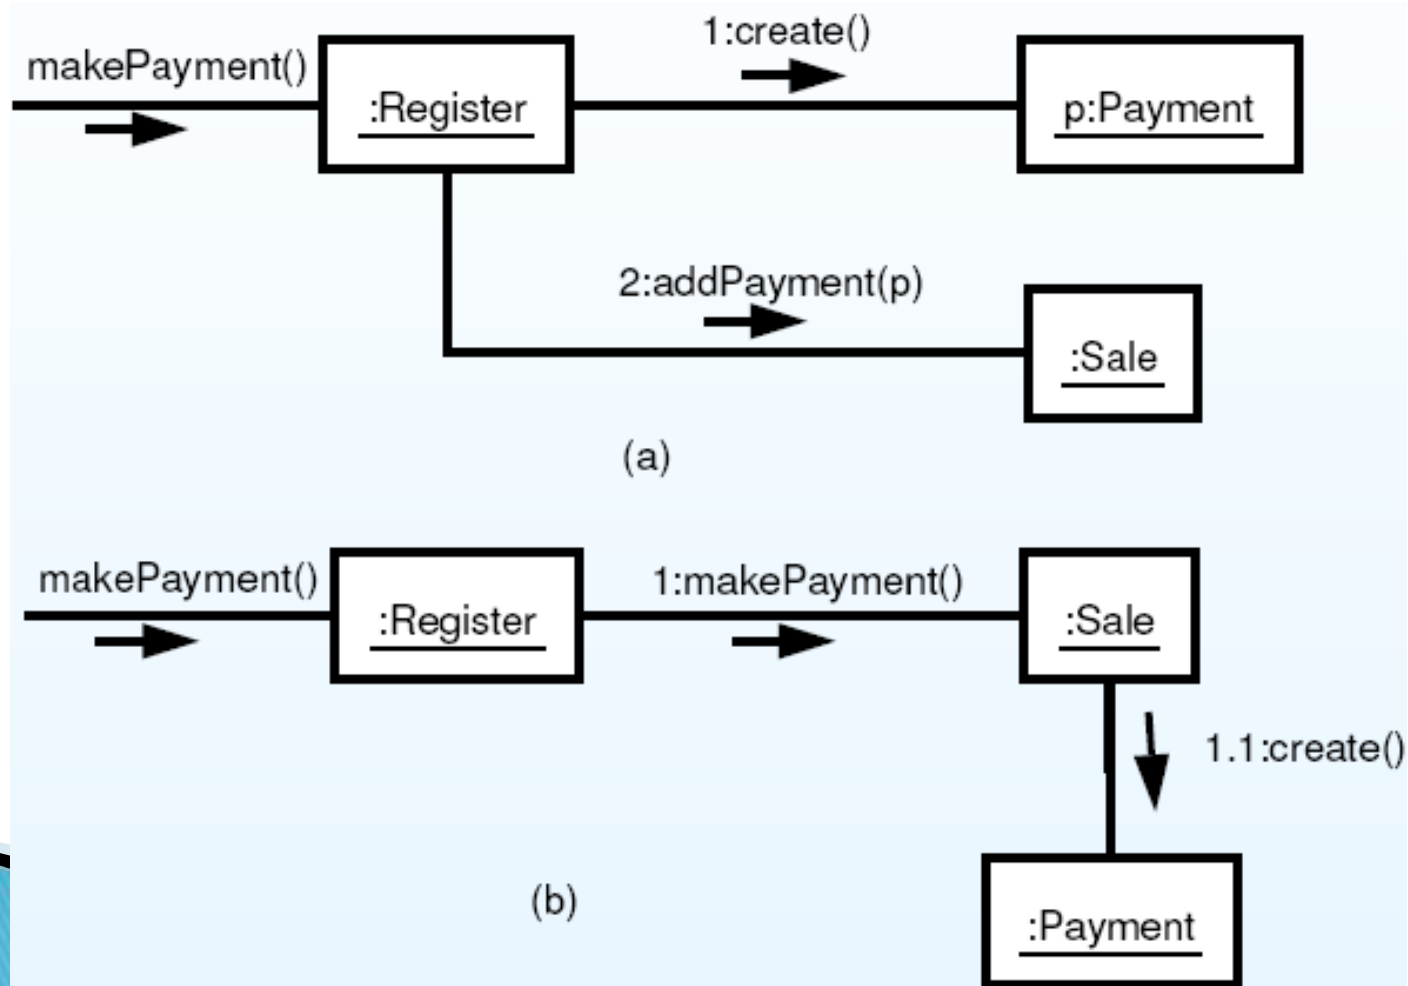 1:create()
makePayment()
:Register
p:Payment
2:addPayment(p)
:Sale
(a)
makePayment()
:Register
1:makePayment()
:Sale
1.1:create()
(b)
:Payment